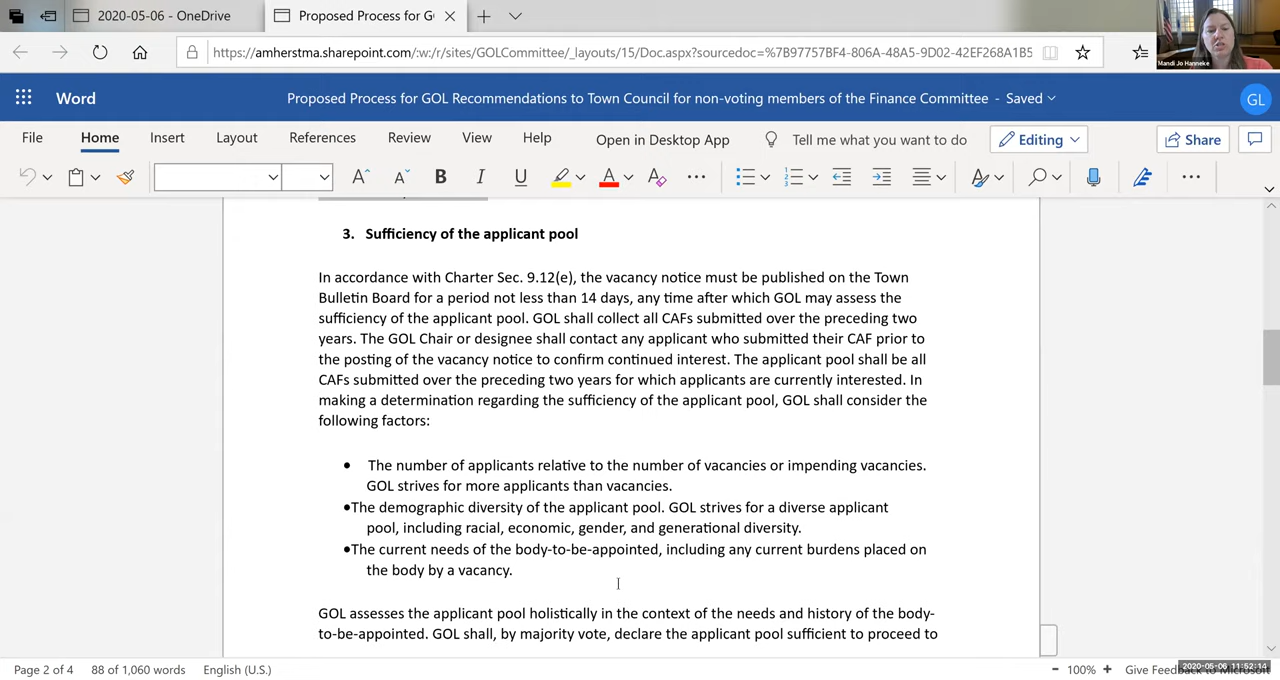 2020-05-06 - OneDrive
Proposed Process for GO
https://amherstma.sharepoint.com/:w:/r/sites/GOLCommittee/_layouts/15/Doc.aspx?sourcedoc=%7B97757BF4-806A-48A5-9D02-42EF268A1B5
Mandi Jo Hanneke
Word
Proposed Process for GOL Recommendations to Town Council for non-voting members of the Finance Committee - Saved
GL
File Home Insert Layout References Review View Help Open in Desktop App Tell me what you want to do Editing Share
B I U A
3. Sufficiency of the applicant pool
In accordance with Charter Sec. 9.12(e), the vacancy notice must be published on the Town
Bulletin Board for a period not less than 14 days, any time after which GOL may assess the
sufficiency of the applicant pool. GOL shall collect all CAFs submitted over the preceding two
years. The GOL Chair or designee shall contact any applicant who submitted their CAF prior to
the posting of the vacancy notice to confirm continued interest. The applicant pool shall be all
CAFs submitted over the preceding two years for which applicants are currently interested. In
making a determination regarding the sufficiency of the applicant pool, GOL shall consider the
following factors:
• The number of applicants relative to the number of vacancies or impending vacancies.
GOL strives for more applicants than vacancies.
•The demographic diversity of the applicant pool. GOL strives for a diverse applicant
pool, including racial, economic, gender, and generational diversity.
•The current needs of the body-to-be-appointed, including any current burdens placed on
the body by a vacancy.
GOL assesses the applicant pool holistically in the context of the needs and history of the body-
to-be-appointed. GOL shall, by majority vote, declare the applicant pool sufficient to proceed to
Page 2 of 4 88 of 1,060 words English (U.S.) - 100% + Give Feedback to Microsoft
2020-05-06 11:52:14